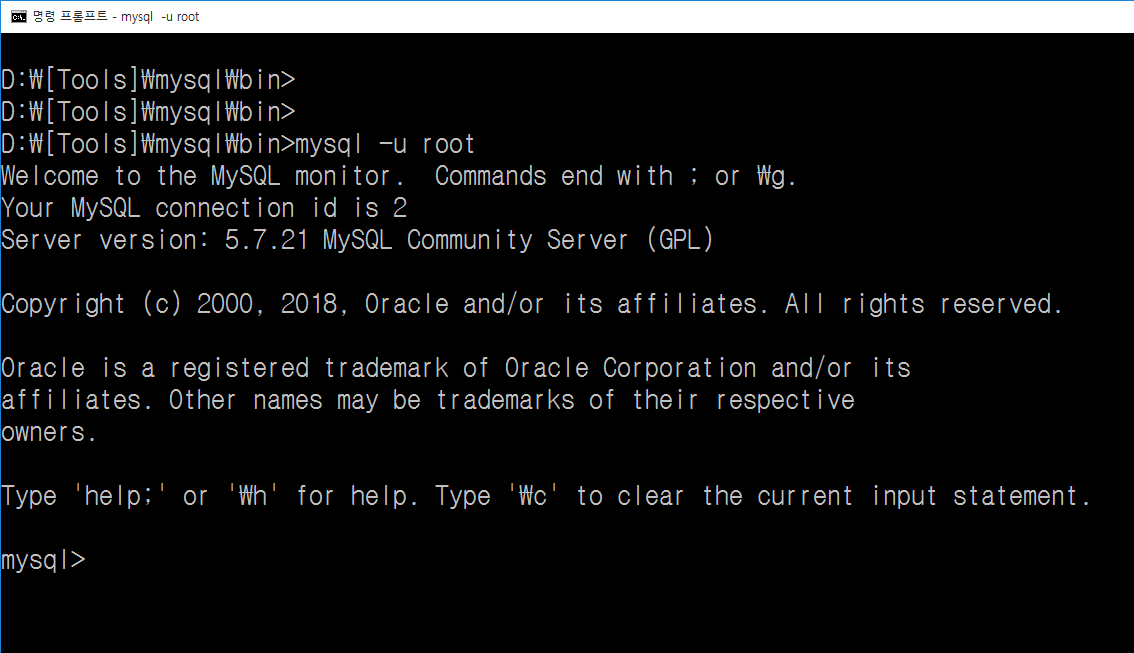 명령 프롬프트 - mysql  -u root
D:₩[Tools]₩mysql₩bin>
D:₩[Tools]₩mysql₩bin>
D:₩[Tools]₩mysql₩bin>mysql -u root
Welcome to the MySQL monitor.  Commands end with ; or ₩g.
Your MySQL connection id is 2
Server version: 5.7.21 MySQL Community Server (GPL)
Copyright (c) 2000, 2018, Oracle and/or its affiliates. All rights reserved.
Oracle is a registered trademark of Oracle Corporation and/or its
affiliates. Other names may be trademarks of their respective
owners.
Type 'help;' or '₩h' for help. Type '₩c' to clear the current input statement.
mysql>